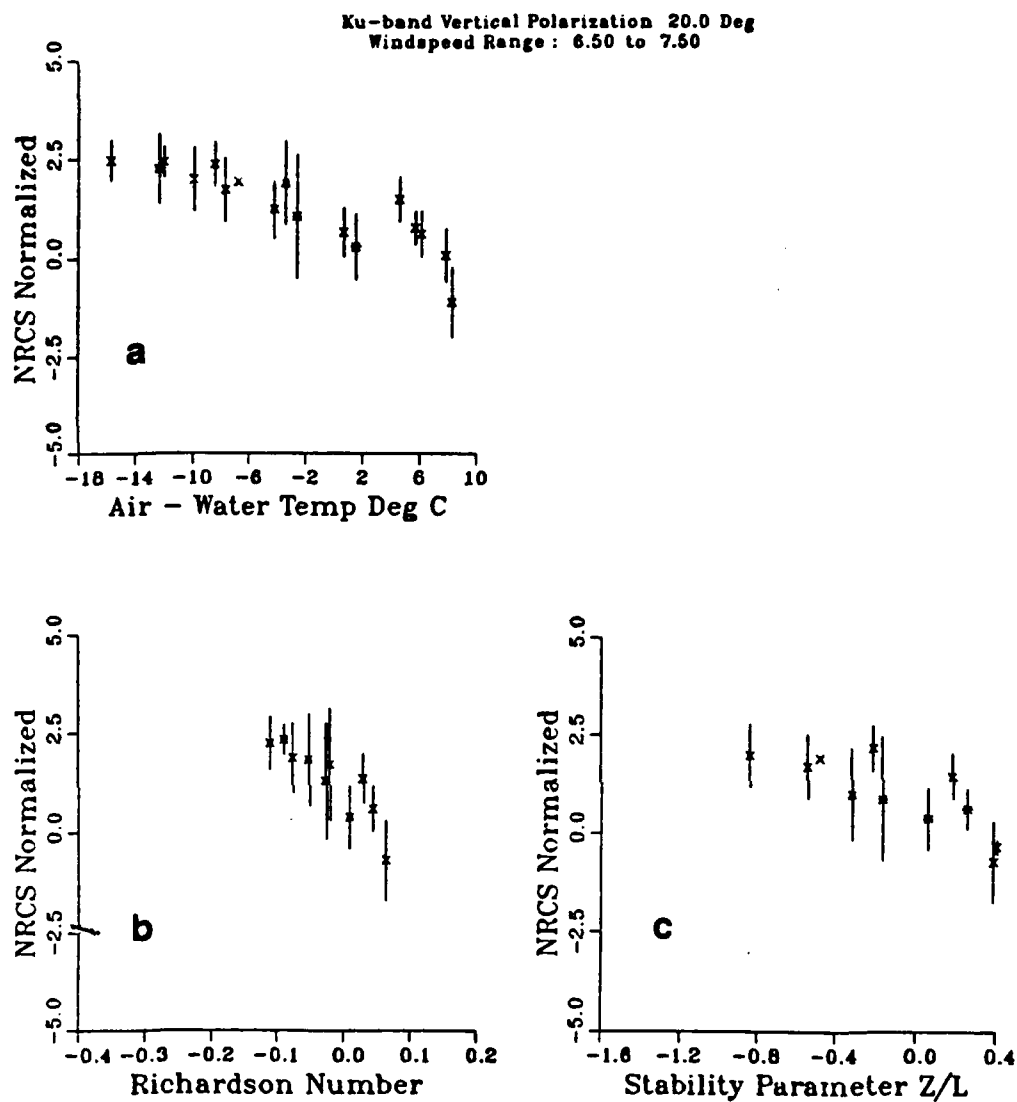 Ku-band Vertical Polarization 20.0 Deg
Windspeed Range : 6.50 to 7.50
NRCS Normalized
5.0
2.5
0.0
-2.5
-5.0
a
-18 -14 -10 -6 -2 2 6 10
Air - Water Temp Deg C
NRCS Normalized
5.0
2.5
0.0
-2.5
-5.0
b
-0.4 -0.3 -0.2 -0.1 0.0 0.1 0.2
Richardson Number
NRCS Normalized
5.0
2.5
0.0
-2.5
-5.0
c
-1.6 -1.2 -0.8 -0.4 0.0 0.4
Stability Parameter Z/L